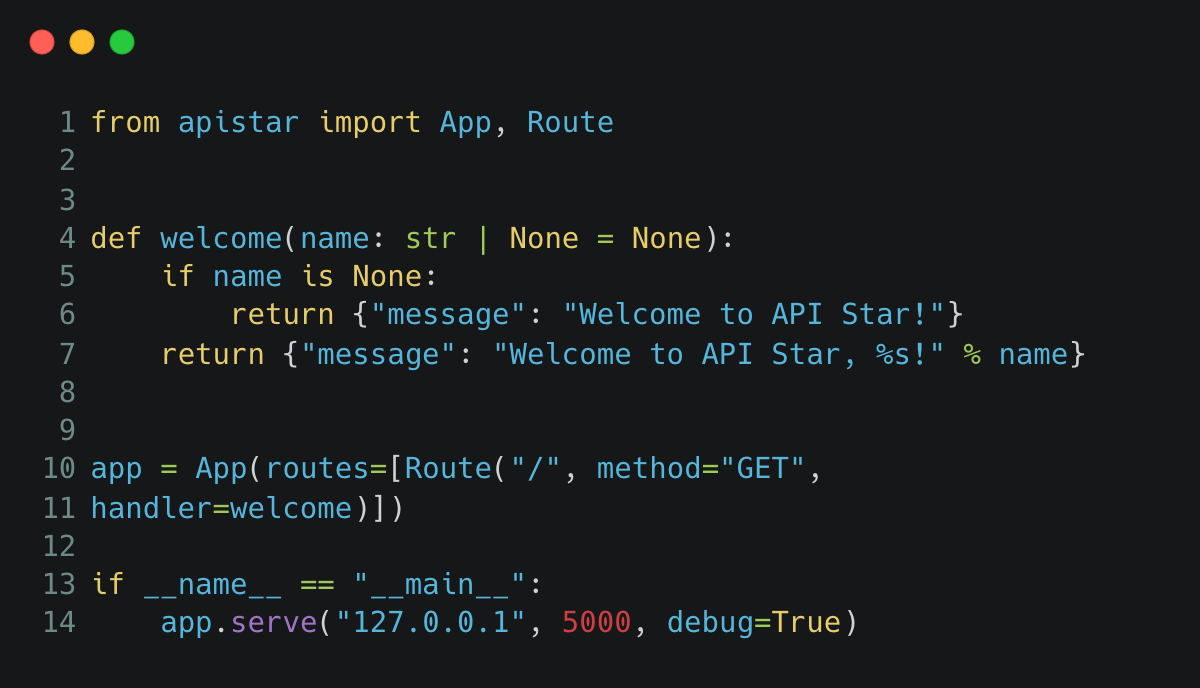 1 from apistar import App, Route
2
3
4 def welcome(name: str | None = None):
5     if name is None:
6         return {"message": "Welcome to API Star!"}
7     return {"message": "Welcome to API Star, %s!" % name}
8
9
10 app = App(routes=[Route("/", method="GET",
11 handler=welcome)])
12
13 if __name__ == "__main__":
14     app.serve("127.0.0.1", 5000, debug=True)